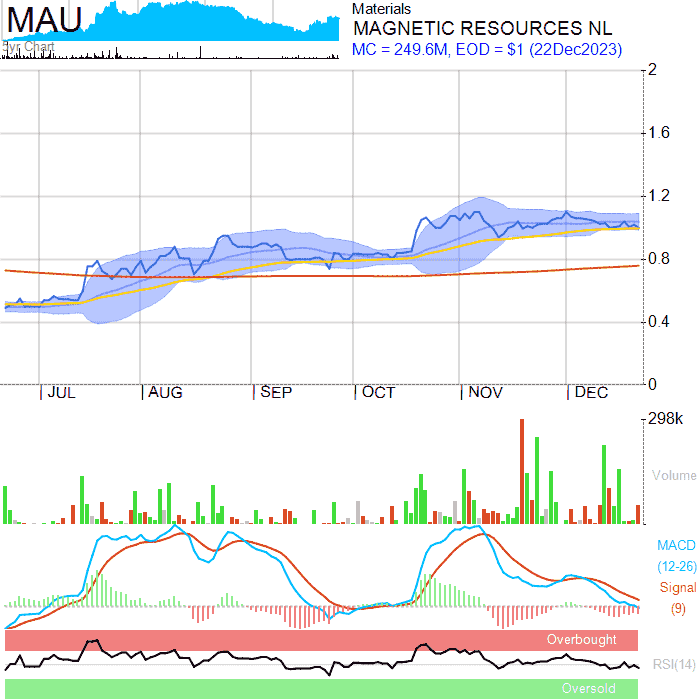 MAU
5yr Chart
Materials
MAGNETIC RESOURCES NL
MC = 249.6M, EOD = $1 (22Dec2023)
2
1.6
1.2
0.8
0.4
0
JUL AUG SEP OCT NOV DEC
298k
Volume
MACD
(12-26)
Signal
(9)
Overbought
RSI(14)
Oversold